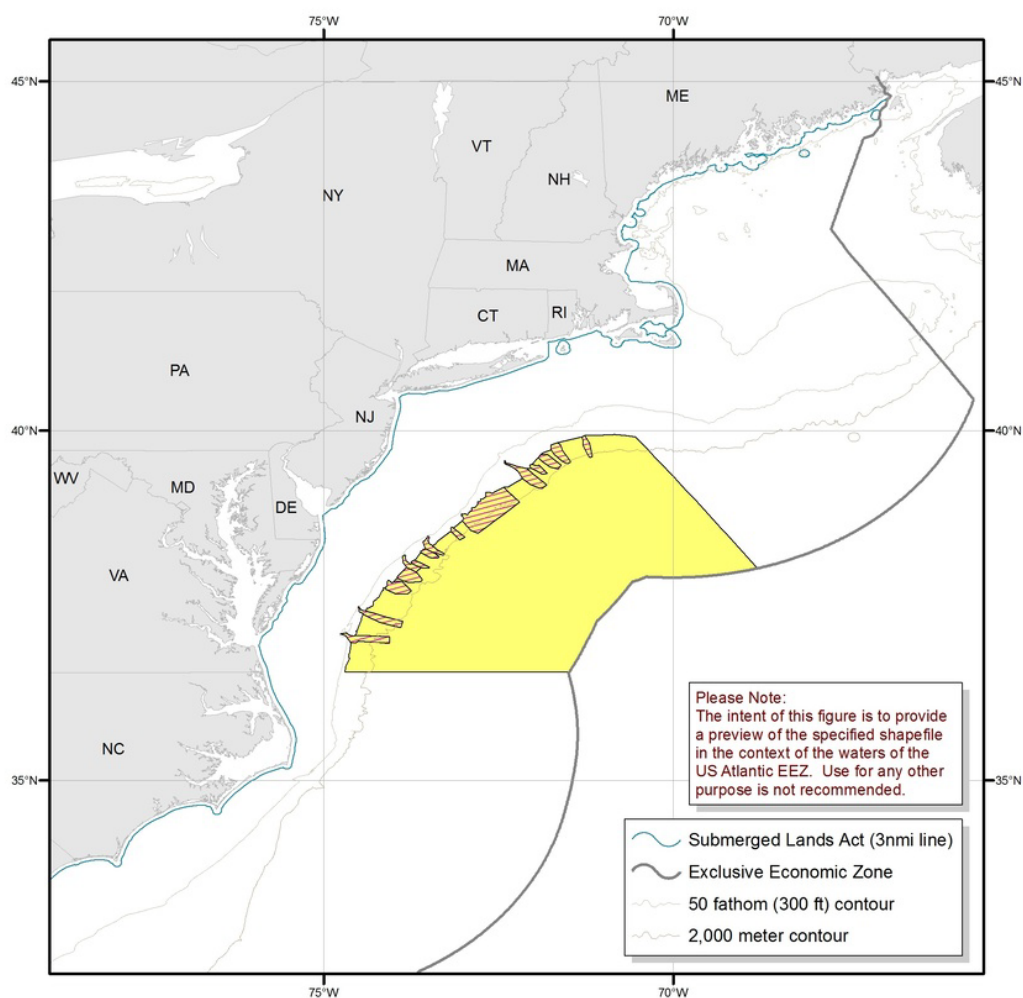 75°W
70°W
45°N
45°N
ME
VT
NH
NY
MA
CT
RI
PA
40°N
40°N
NJ
WV
MD
DE
VA
NC
35°N
35°N
Please Note:
The intent of this figure is to provide
a preview of the specified shapefile
in the context of the waters of the
US Atlantic EEZ.  Use for any other
purpose is not recommended.
Submerged Lands Act (3nmi line)
Exclusive Economic Zone
50 fathom (300 ft) contour
2,000 meter contour
75°W
70°W